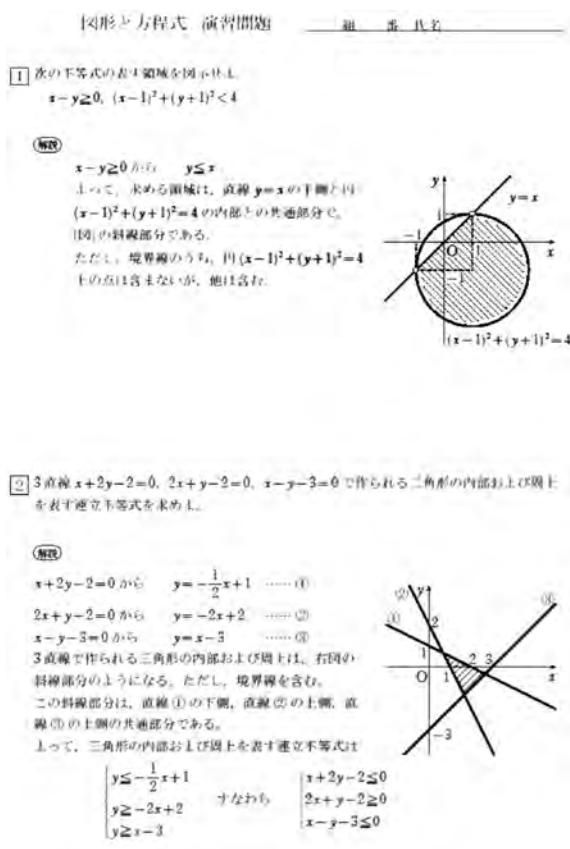 図形と方程式 演習問題 組 番 氏名
1 次の不等式の表す領域を図示せよ.
x－y≧0, (x－1)²＋(y＋1)²＜4
解説
x－y≧0 から y≦x
よって, 求める領域は, 直線 y＝x の下側と円
(x－1)²＋(y＋1)²＝4 の内部との共通部分で,
[図] の斜線部分である.
ただし, 境界線のうち, 円 (x－1)²＋(y＋1)²＝4
上の点は含まないが, 他は含む.
y
y＝x
1
－1
O
1
x
－1
(x－1)²＋(y＋1)²＝4
2 3直線 x＋2y－2＝0, 2x＋y－2＝0, x－y－3＝0 で作られる三角形の内部および周上
を表す連立不等式を求めよ.
解説
x＋2y－2＝0 から y＝－1/2x＋1 ……①
2x＋y－2＝0 から y＝－2x＋2 ……②
x－y－3＝0 から y＝x－3 ……③
3直線で作られる三角形の内部および周上は, 右図の
斜線部分のようになる. ただし, 境界線を含む.
この斜線部分は, 直線①の下側, 直線②の上側, 直
線③の上側の共通部分である.
よって, 三角形の内部および周上を表す連立不等式は
y≦－1/2x＋1
y≧－2x＋2 すなわち
y≧x－3
x＋2y－2≦0
2x＋y－2≧0
x－y－3≦0
② y
③
①
2
1
2 3
O
1
x
－3